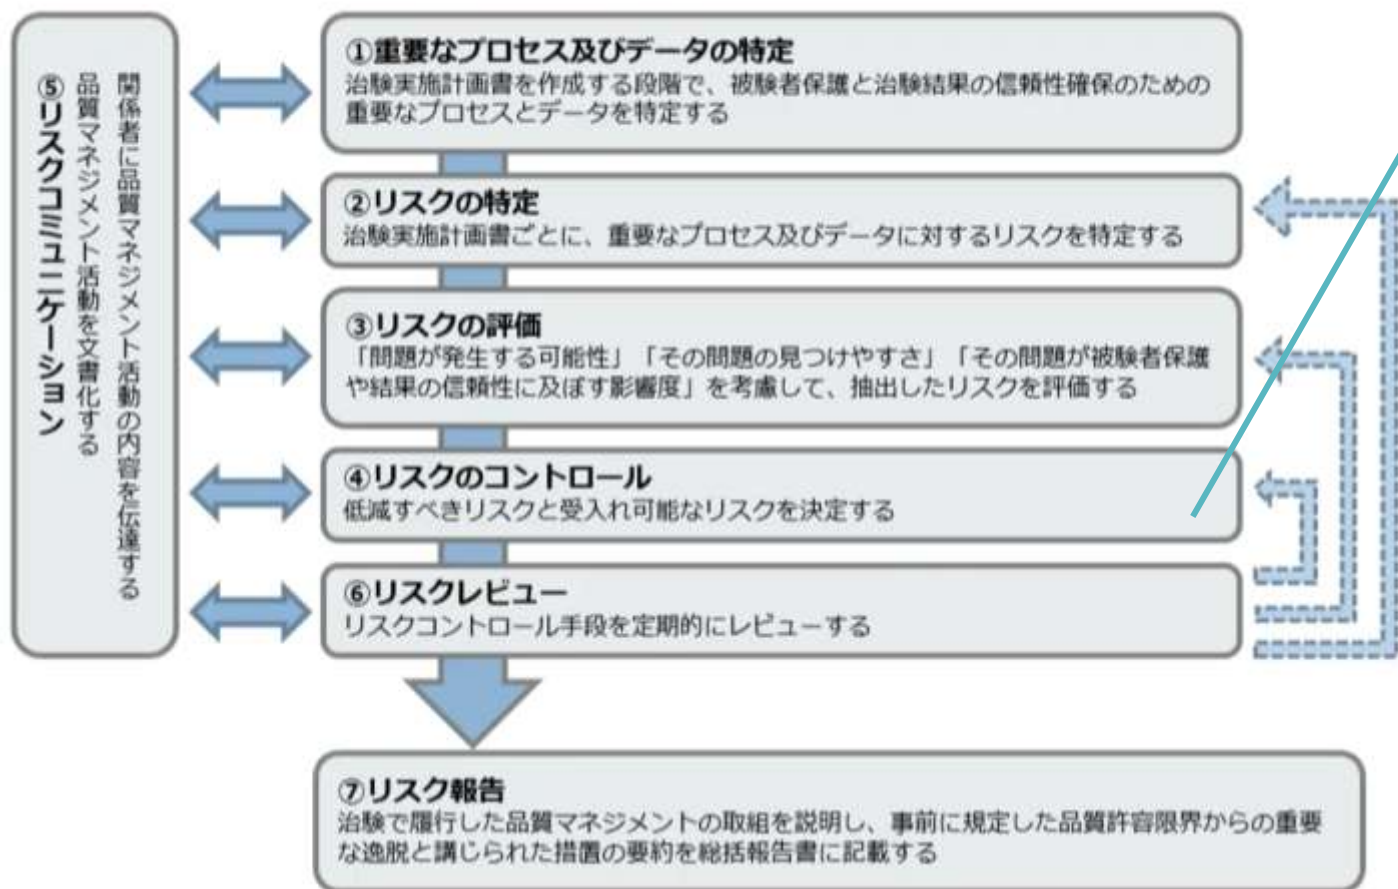 ⑤リスクコミュニケーション
品質マネジメント活動を文書化する
関係者に品質マネジメント活動の内容を伝達する
①重要なプロセス及びデータの特定
治験実施計画書を作成する段階で、被験者保護と治験結果の信頼性確保のための
重要なプロセスとデータを特定する
②リスクの特定
治験実施計画書ごとに、重要なプロセス及びデータに対するリスクを特定する
③リスクの評価
「問題が発生する可能性」「その問題の見つけやすさ」「その問題が被験者保護
や結果の信頼性に及ぼす影響度」を考慮して、抽出したリスクを評価する
④リスクのコントロール
低減すべきリスクと受入れ可能なリスクを決定する
⑥リスクレビュー
リスクコントロール手段を定期的にレビューする
⑦リスク報告
治験で履行した品質マネジメントの取組を説明し、事前に規定した品質許容限界からの重要
な逸脱と講じられた措置の要約を総括報告書に記載する